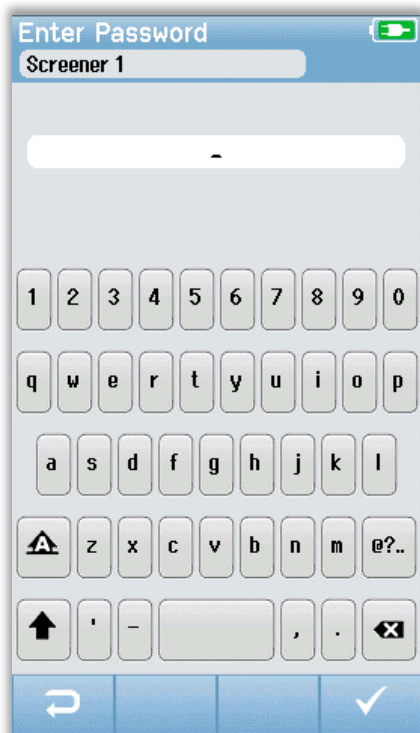 Enter Password
Screener 1
1 2 3 4 5 6 7 8 9 0
q w e r t y u i o p
a s d f g h j k l
A z x c v b n m @?..
' - , .